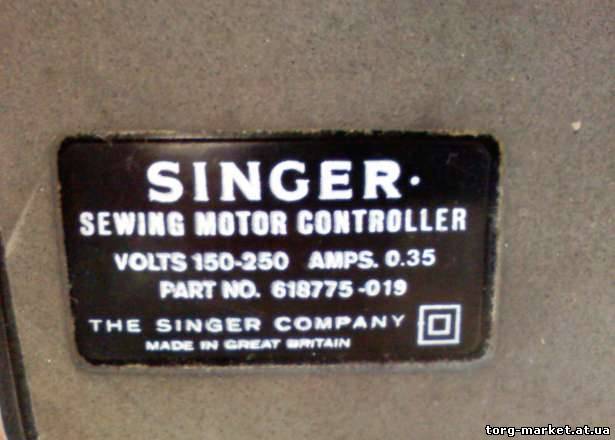 SINGER.
SEWING MOTOR CONTROLLER
VOLTS 150-250 AMPS. 0.35
PART NO. 618775-019
THE SINGER COMPANY
MADE IN GREAT BRITAIN
torg-market.at.ua